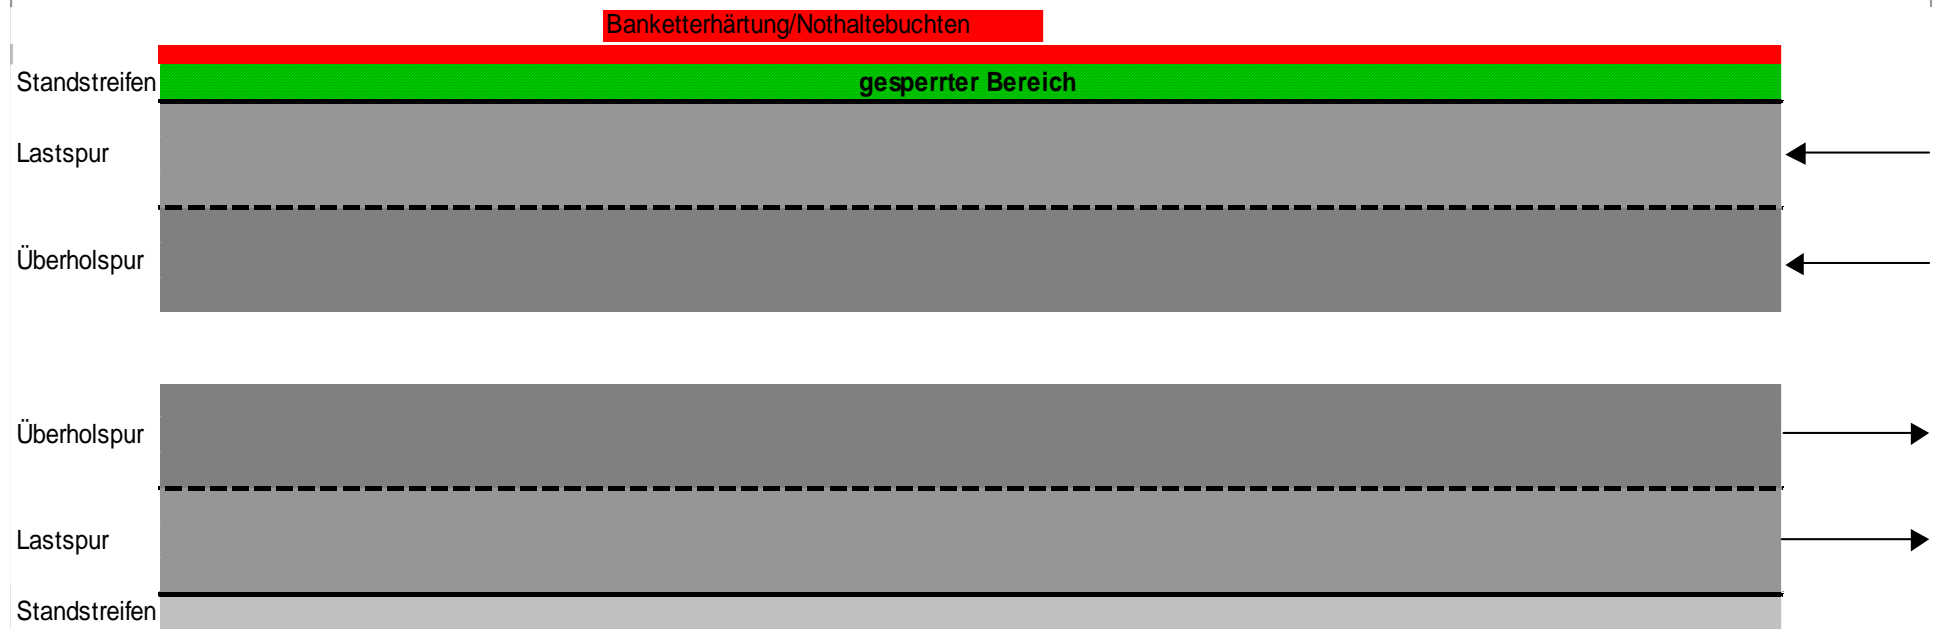 Banketterhärtung/Nothaltebuchten
Standstreifen
gesperrter Bereich
Lastspur
Überholspur
Überholspur
Lastspur
Standstreifen